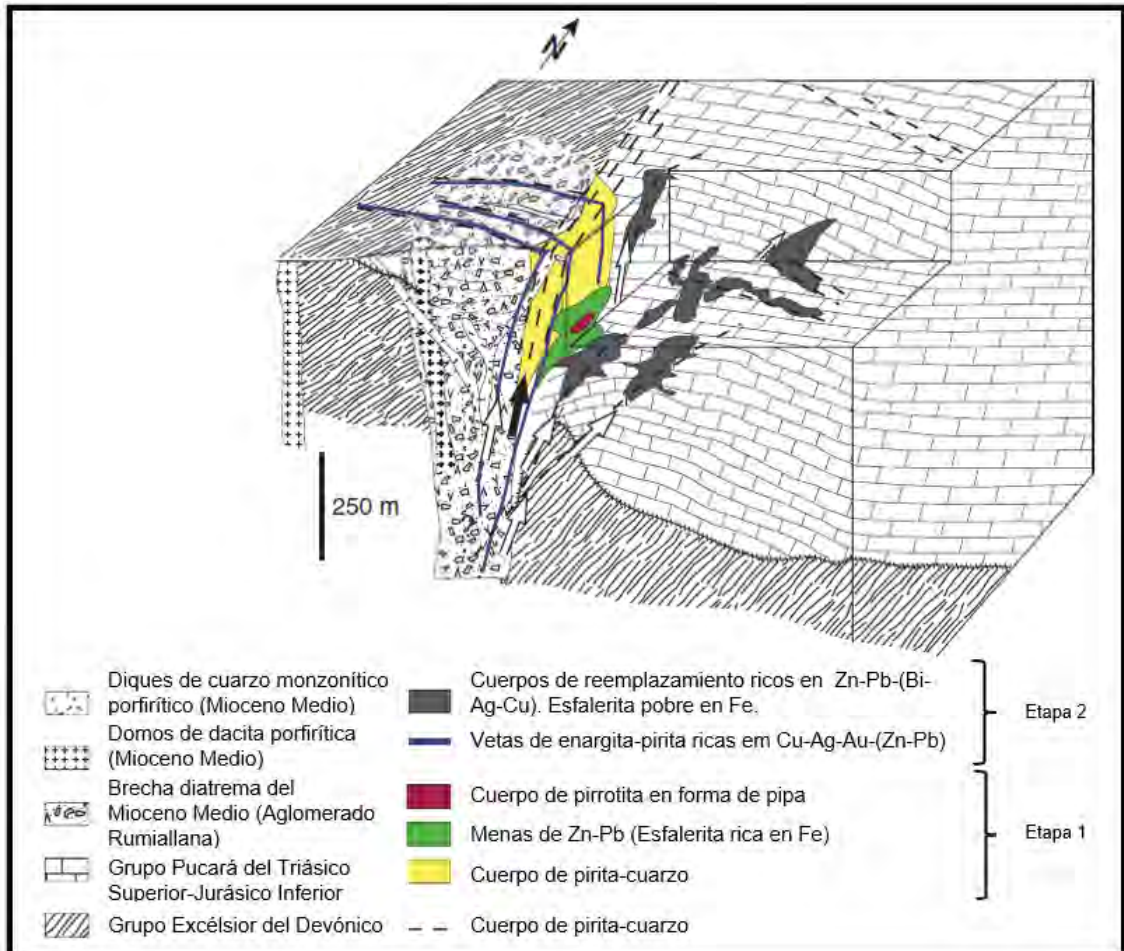 N
250 m
Diques de cuarzo monzonítico
porfirítico (Mioceno Medio)
Domos de dacita porfirítica
(Mioceno Medio)
Brecha diatrema del
Mioceno Medio (Aglomerado
Rumiallana)
Grupo Pucará del Triásico
Superior-Jurásico Inferior
Grupo Excélsior del Devónico
Cuerpos de reemplazamiento ricos en Zn-Pb-(Bi-
Ag-Cu). Esfalerita pobre en Fe.
Vetas de enargita-pirita ricas em Cu-Ag-Au-(Zn-Pb)
Etapa 2
Cuerpo de pirrotita en forma de pipa
Menas de Zn-Pb (Esfalerita rica en Fe)
Cuerpo de pirita-cuarzo
Etapa 1
Cuerpo de pirita-cuarzo